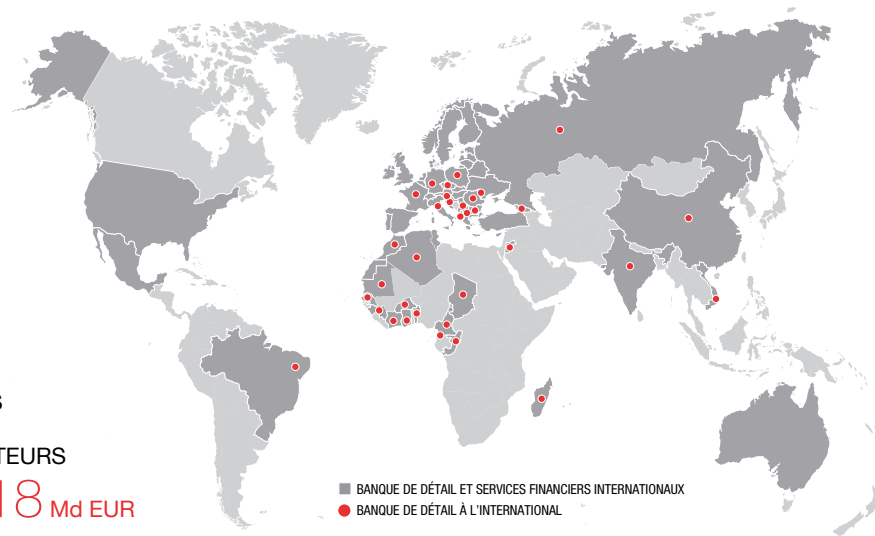 S
TEURS
18 Md EUR
BANQUE DE DÉTAIL ET SERVICES FINANCIERS INTERNATIONAUX
BANQUE DE DÉTAIL À L'INTERNATIONAL